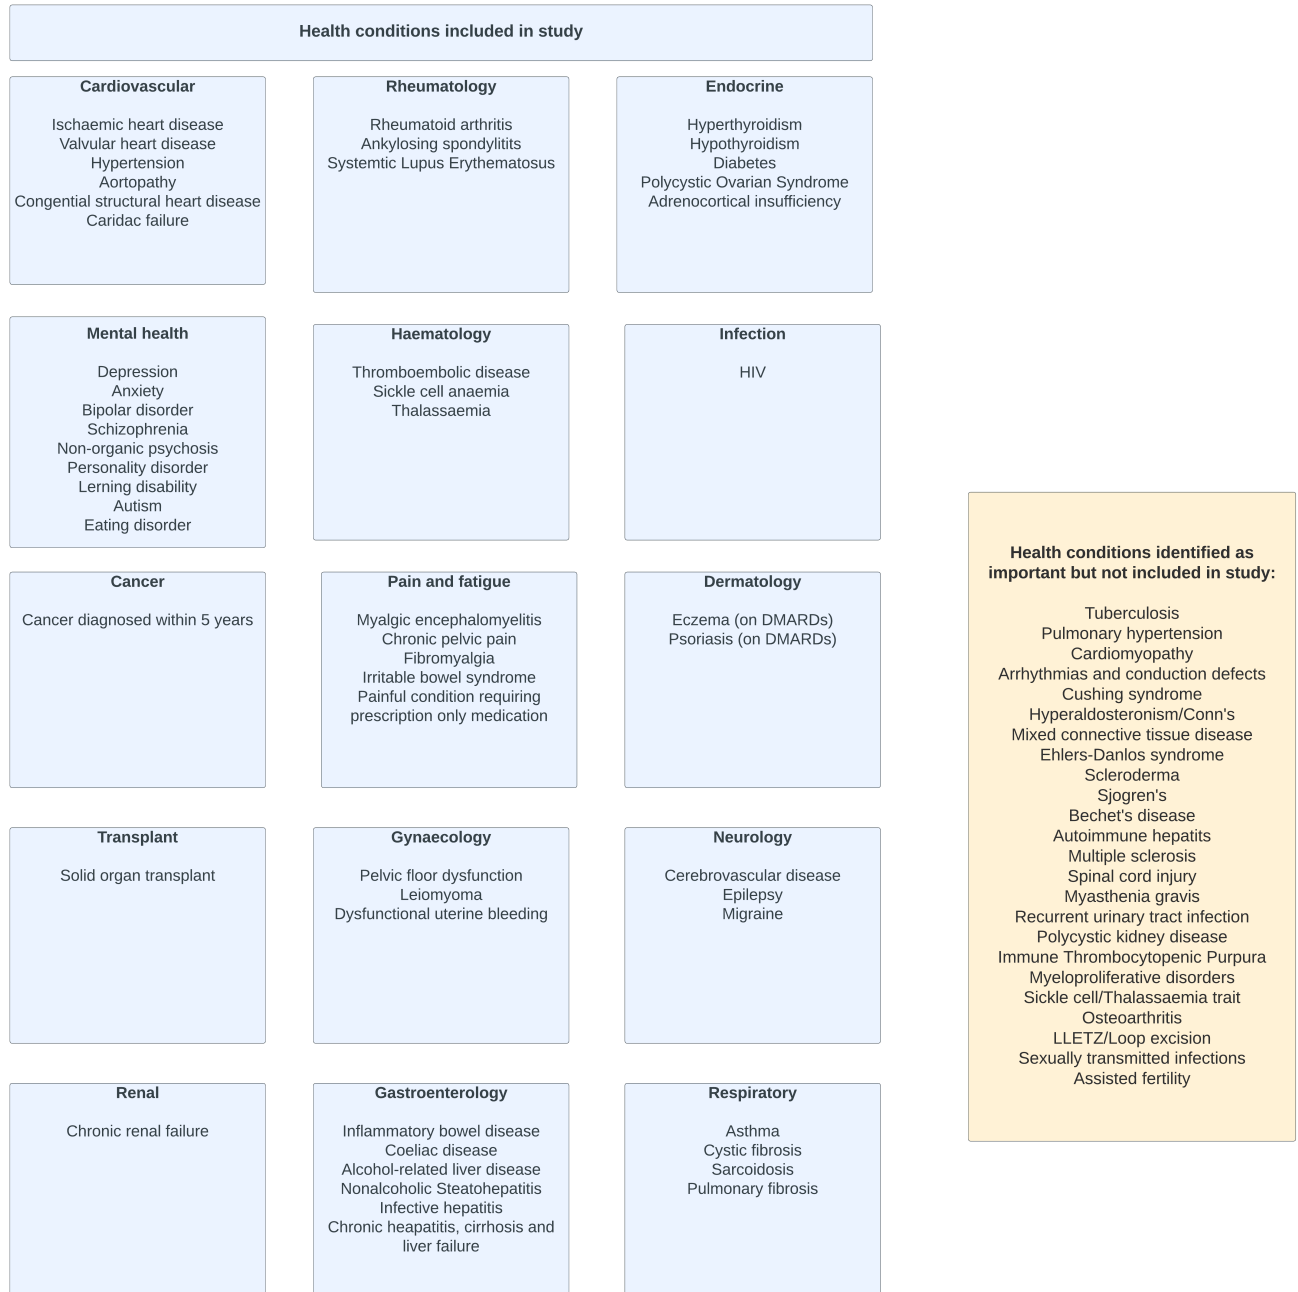 Health conditions included in study
Cardiovascular
Ischaemic heart disease
Valvular heart disease
Hypertension
Aortopathy
Congential structural heart disease
Caridac failure
Rheumatology
Rheumatoid arthritis
Ankylosing spondylitits
Systemtic Lupus Erythematosus
Endocrine
Hyperthyroidism
Hypothyroidism
Diabetes
Polycystic Ovarian Syndrome
Adrenocortical insufficiency
Mental health
Depression
Anxiety
Bipolar disorder
Schizophrenia
Non-organic psychosis
Personality disorder
Lerning disability
Autism
Eating disorder
Haematology
Thromboembolic disease
Sickle cell anaemia
Thalassaemia
Infection
HIV
Cancer
Cancer diagnosed within 5 years
Pain and fatigue
Myalgic encephalomyelitis
Chronic pelvic pain
Fibromyalgia
Irritable bowel syndrome
Painful condition requiring
prescription only medication
Dermatology
Eczema (on DMARDs)
Psoriasis (on DMARDs)
Transplant
Solid organ transplant
Gynaecology
Pelvic floor dysfunction
Leiomyoma
Dysfunctional uterine bleeding
Neurology
Cerebrovascular disease
Epilepsy
Migraine
Renal
Chronic renal failure
Gastroenterology
Inflammatory bowel disease
Coeliac disease
Alcohol-related liver disease
Nonalcoholic Steatohepatitis
Infective hepatitis
Chronic heapatitis, cirrhosis and
liver failure
Respiratory
Asthma
Cystic fibrosis
Sarcoidosis
Pulmonary fibrosis
Health conditions identified as
important but not included in study:
Tuberculosis
Pulmonary hypertension
Cardiomyopathy
Arrhythmias and conduction defects
Cushing syndrome
Hyperaldosteronism/Conn's
Mixed connective tissue disease
Ehlers-Danlos syndrome
Scleroderma
Sjogren's
Bechet's disease
Autoimmune hepatits
Multiple sclerosis
Spinal cord injury
Myasthenia gravis
Recurrent urinary tract infection
Polycystic kidney disease
Immune Thrombocytopenic Purpura
Myeloproliferative disorders
Sickle cell/Thalassaemia trait
Osteoarthritis
LLETZ/Loop excision
Sexually transmitted infections
Assisted fertility